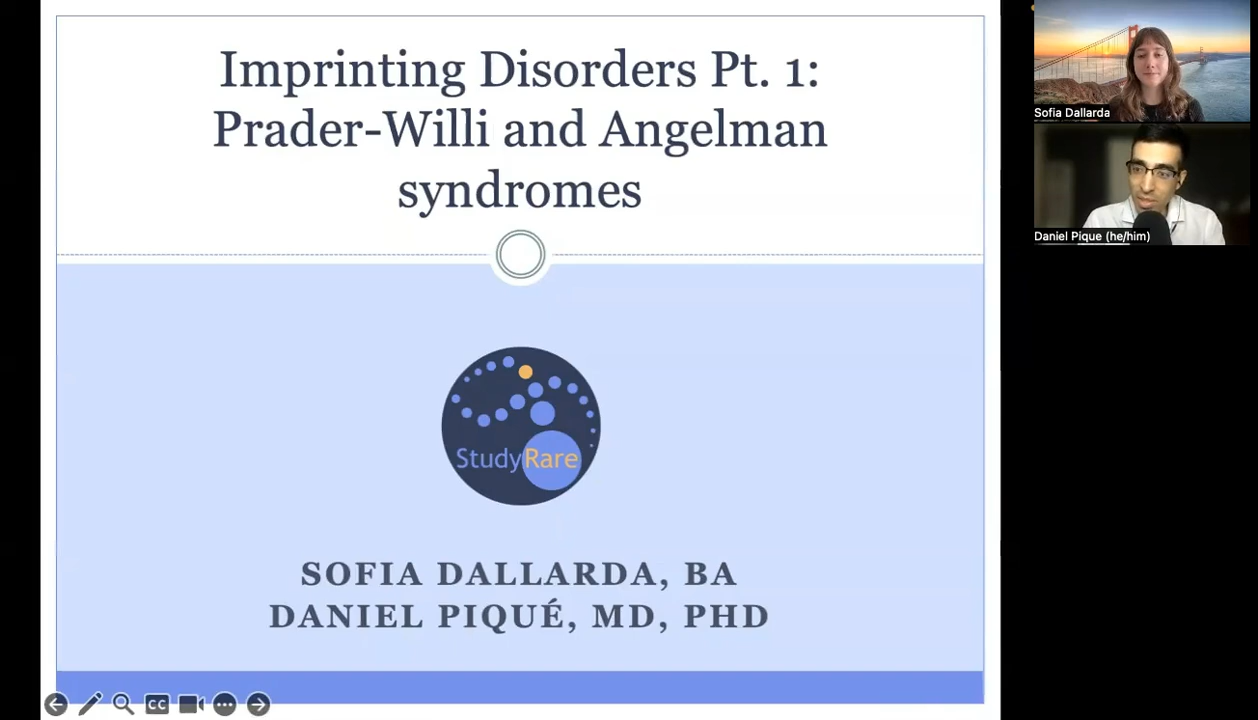 Imprinting Disorders Pt. 1:
Prader-Willi and Angelman
syndromes
StudyRare
SOFIA DALLARDA, BA
DANIEL PIQUÉ, MD, PHD
CC
Sofia Dallarda
Daniel Pique (he/him)